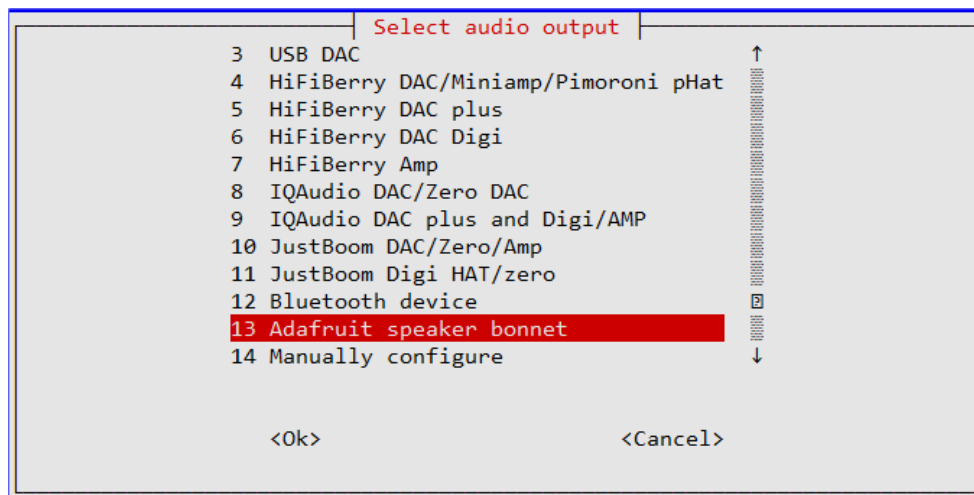 Select audio output
3 USB DAC
4 HiFiBerry DAC/Miniamp/Pimoroni pHat
5 HiFiBerry DAC plus
6 HiFiBerry DAC Digi
7 HiFiBerry Amp
8 IQAudio DAC/Zero DAC
9 IQAudio DAC plus and Digi/AMP
10 JustBoom DAC/Zero/Amp
11 JustBoom Digi HAT/zero
12 Bluetooth device
13 Adafruit speaker bonnet
14 Manually configure
<Ok> <Cancel>